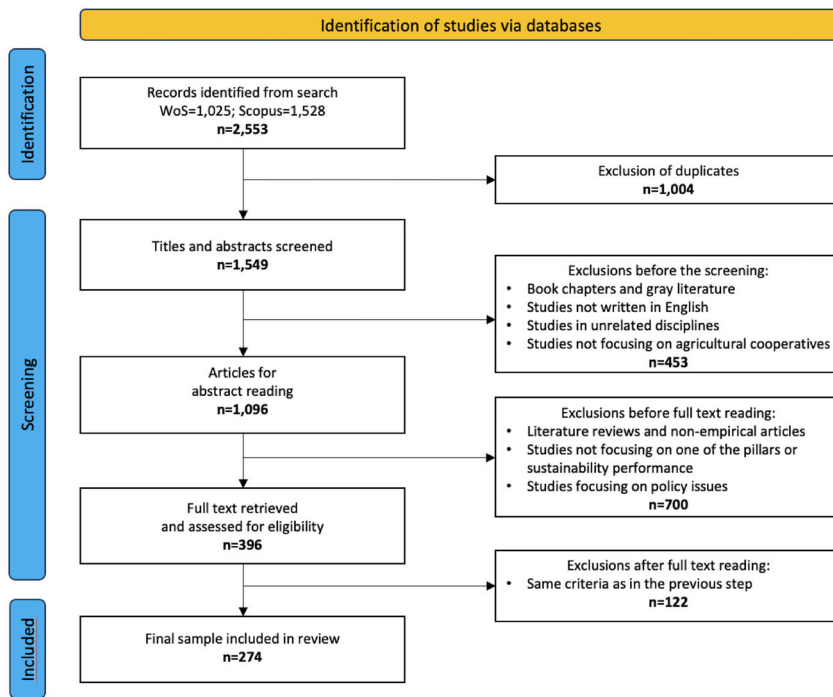 Identification of studies via databases
Identification
Records identified from search
WoS=1,025; Scopus=1,528
n=2,553
Exclusion of duplicates
n=1,004
Screening
Titles and abstracts screened
n=1,549
Exclusions before the screening:
• Book chapters and gray literature
• Studies not written in English
• Studies in unrelated disciplines
• Studies not focusing on agricultural cooperatives
n=453
Articles for
abstract reading
n=1,096
Exclusions before full text reading:
• Literature reviews and non-empirical articles
• Studies not focusing on one of the pillars or
sustainability performance
• Studies focusing on policy issues
n=700
Full text retrieved
and assessed for eligibility
n=396
Exclusions after full text reading:
• Same criteria as in the previous step
n=122
Included
Final sample included in review
n=274